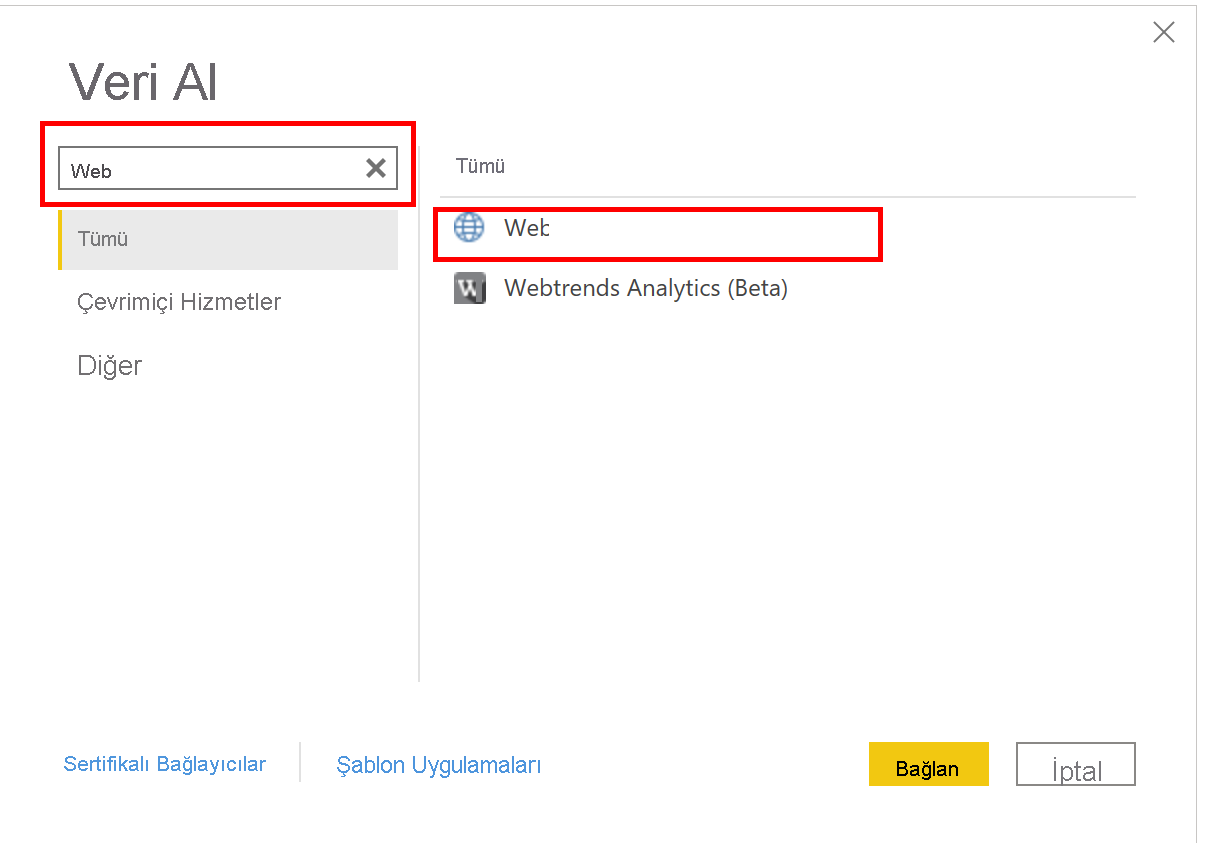 Veri Al
Web
Tümü
Çevrimiçi Hizmetler
Diğer
Tümü
Web
Webtrends Analytics (Beta)
Sertifikalı Bağlayıcılar
Şablon Uygulamaları
Bağlan
İptal